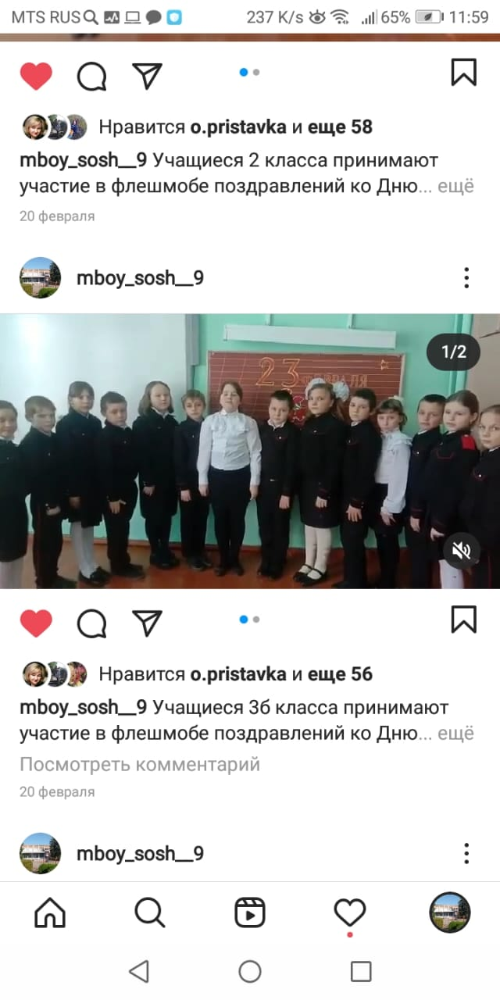 MTS RUS 237 K/s 65% 11:59
Нравится o.pristavka и еще 58
mboy_sosh__9 Учащиеся 2 класса принимают
участие в флешмобе поздравлений ко Дню... ещё
20 февраля
mboy_sosh__9
1/2
23
ФЕВРАЛЯ
Нравится o.pristavka и еще 56
mboy_sosh__9 Учащиеся 3б класса принимают
участие в флешмобе поздравлений ко Дню... ещё
Посмотреть комментарий
20 февраля
mboy_sosh__9